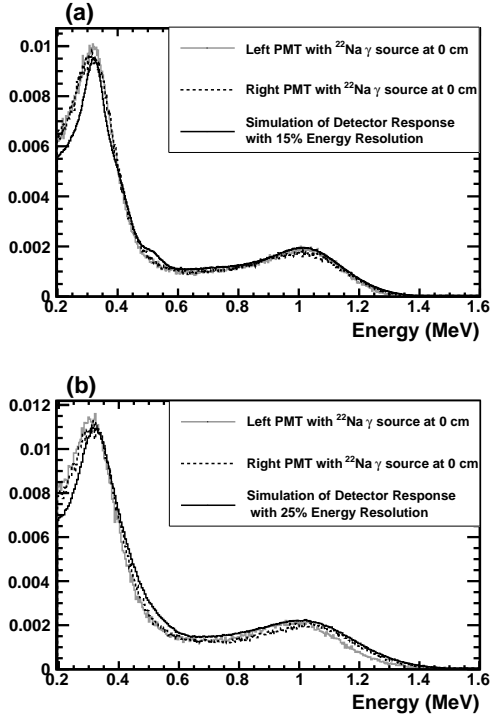 (a)
0.01
0.008
0.006
0.004
0.002
0
0.2 0.4 0.6 0.8 1 1.2 1.4 1.6
Energy (MeV)
Left PMT with ²²Na γ source at 0 cm
Right PMT with ²²Na γ source at 0 cm
Simulation of Detector Response
with 15% Energy Resolution
(b)
0.012
0.01
0.008
0.006
0.004
0.002
0
0.2 0.4 0.6 0.8 1 1.2 1.4 1.6
Energy (MeV)
Left PMT with ²²Na γ source at 0 cm
Right PMT with ²²Na γ source at 0 cm
Simulation of Detector Response
with 25% Energy Resolution